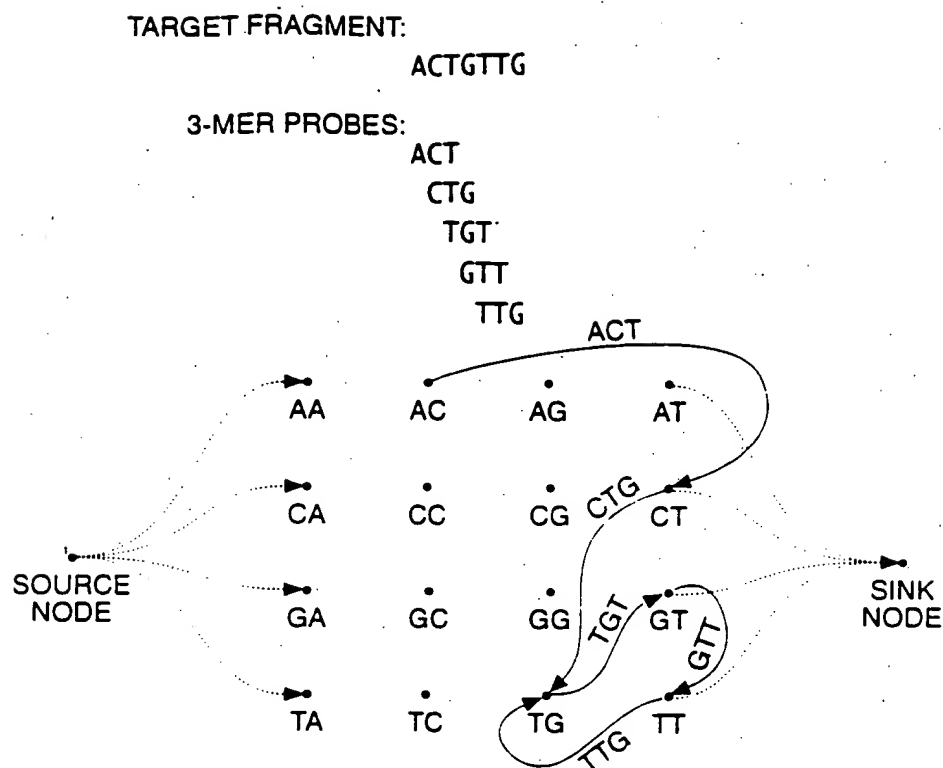 TARGET FRAGMENT:
ACTGTTG
3-MER PROBES:
ACT
CTG
TGT
GTT
TTG
ACT
AA AC AG AT
CTG
CA CC CG CT
SOURCE
NODE
SINK
NODE
TGT
GA GC GG GT
GTT
TA TC TG TT
TTG